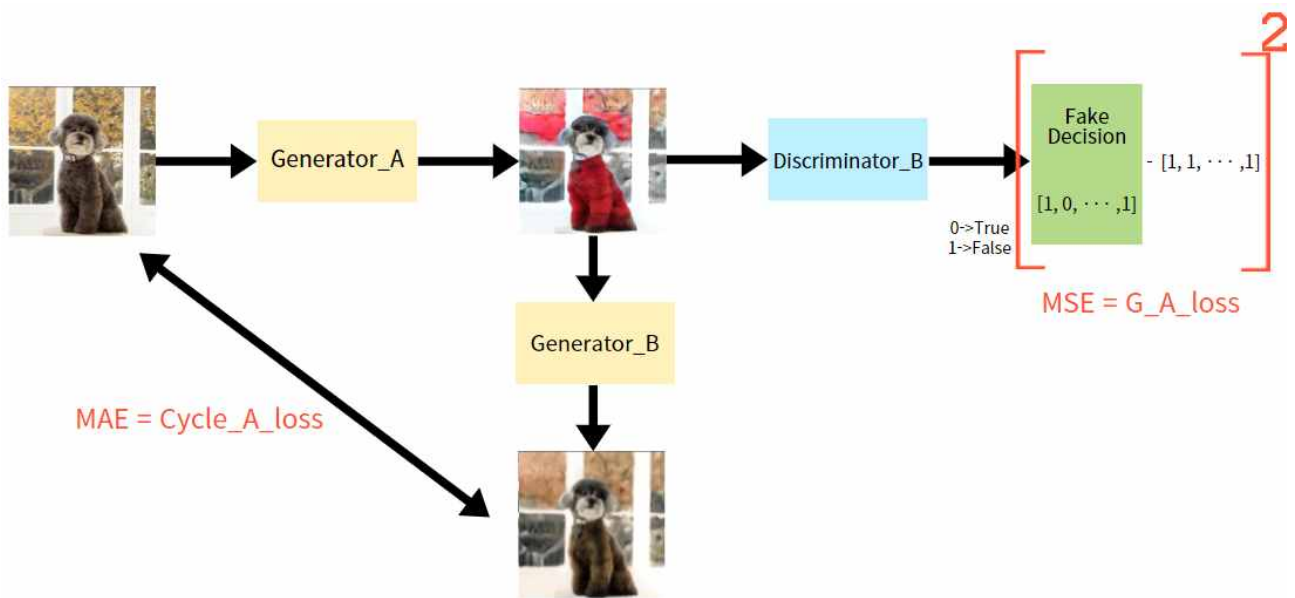 2
Generator_A
Discriminator_B
Fake
Decision
[1, 0, ··· ,1]
- [1, 1, ··· ,1]
0->True
1->False
MSE = G_A_loss
Generator_B
MAE = Cycle_A_loss